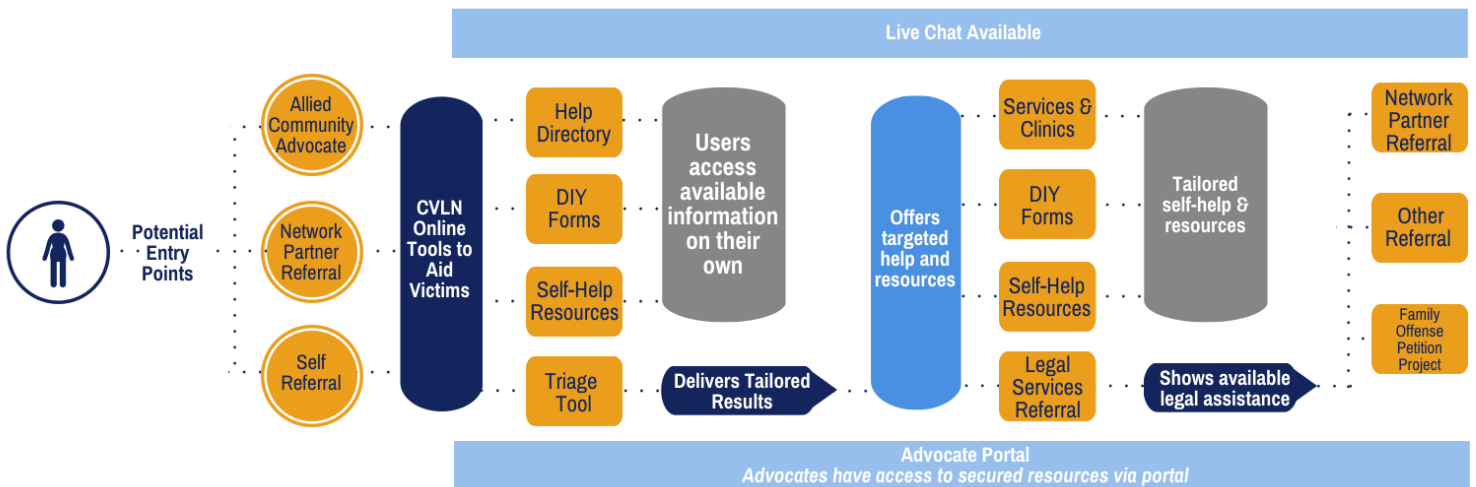 Live Chat Available
Potential
Entry
Points
Allied
Community
Advocate
Network
Partner
Referral
Self
Referral
CVLN
Online
Tools to
Aid
Victims
Help
Directory
DIY
Forms
Self-Help
Resources
Triage
Tool
Users
access
available
information
on their
own
Delivers Tailored
Results
Offers
targeted
help and
resources
Services &
Clinics
DIY
Forms
Self-Help
Resources
Legal
Services
Referral
Tailored
self-help &
resources
Shows available
legal assistance
Network
Partner
Referral
Other
Referral
Family
Offense
Petition
Project
Advocate Portal
Advocates have access to secured resources via portal